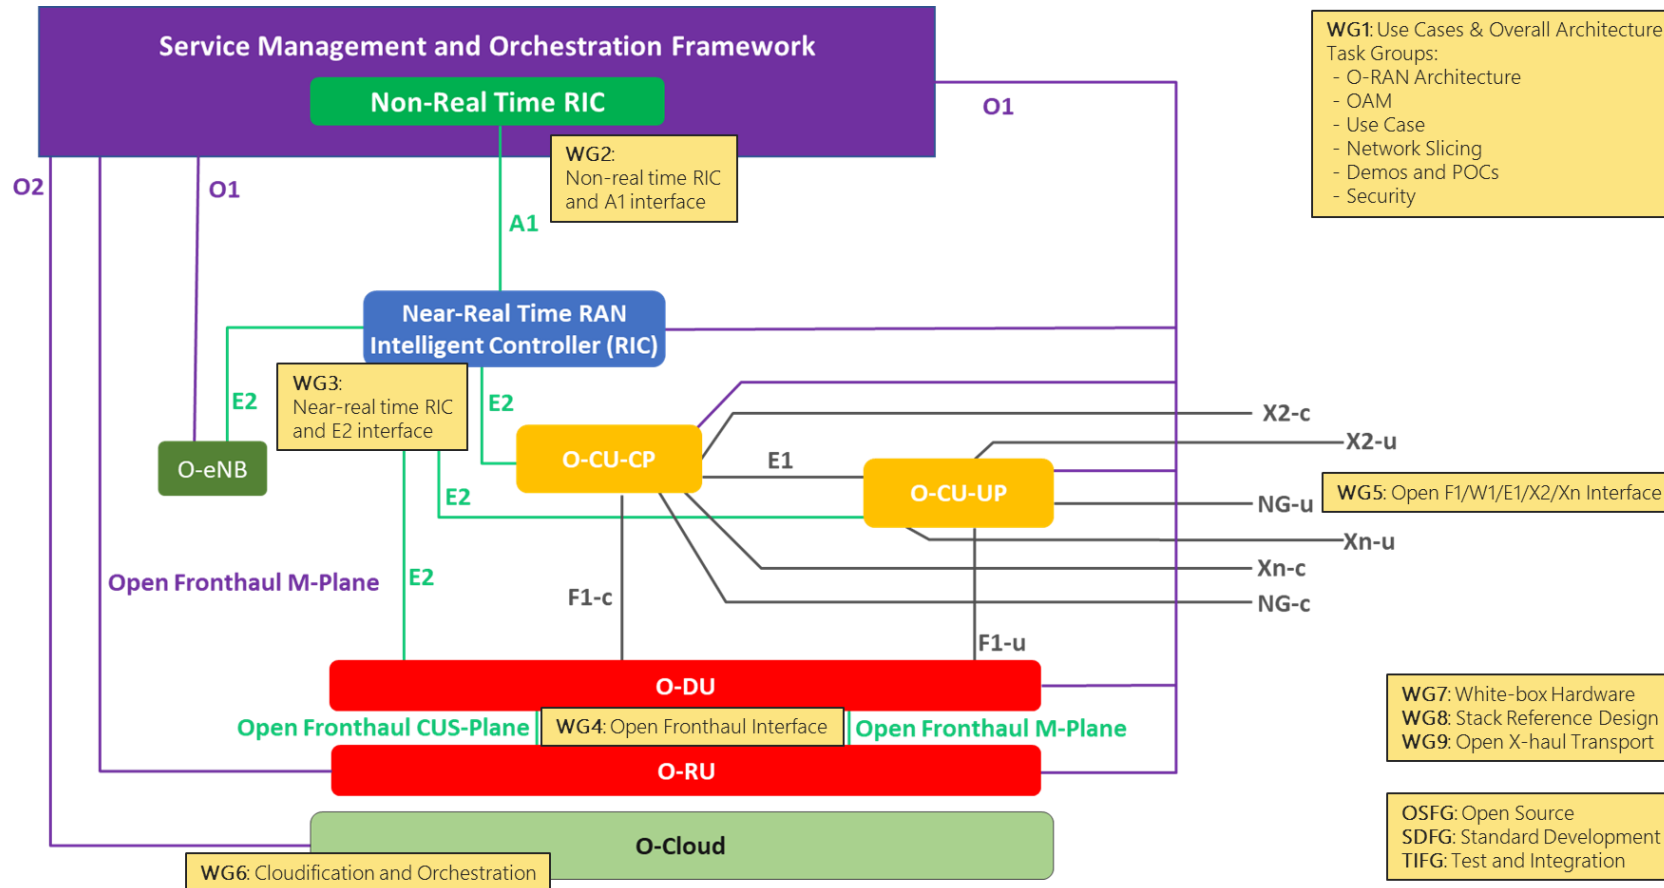 Service Management and Orchestration Framework
Non-Real Time RIC
WG1: Use Cases & Overall Architecture
Task Groups:
- O-RAN Architecture
- OAM
- Use Case
- Network Slicing
- Demos and POCs
- Security
O1
WG2:
Non-real time RIC
and A1 interface
O2
O1
A1
Near-Real Time RAN
Intelligent Controller (RIC)
WG3:
Near-real time RIC
and E2 interface
E2
E2
X2-c
X2-u
O-eNB
O-CU-CP
E1
O-CU-UP
E2
NG-u
WG5: Open F1/W1/E1/X2/Xn Interface
Xn-u
Xn-c
Open Fronthaul M-Plane
E2
F1-c
NG-c
F1-u
O-DU
Open Fronthaul CUS-Plane
WG4: Open Fronthaul Interface
Open Fronthaul M-Plane
O-RU
WG7: White-box Hardware
WG8: Stack Reference Design
WG9: Open X-haul Transport
O-Cloud
WG6: Cloudification and Orchestration
OSFG: Open Source
SDFG: Standard Development
TIFG: Test and Integration